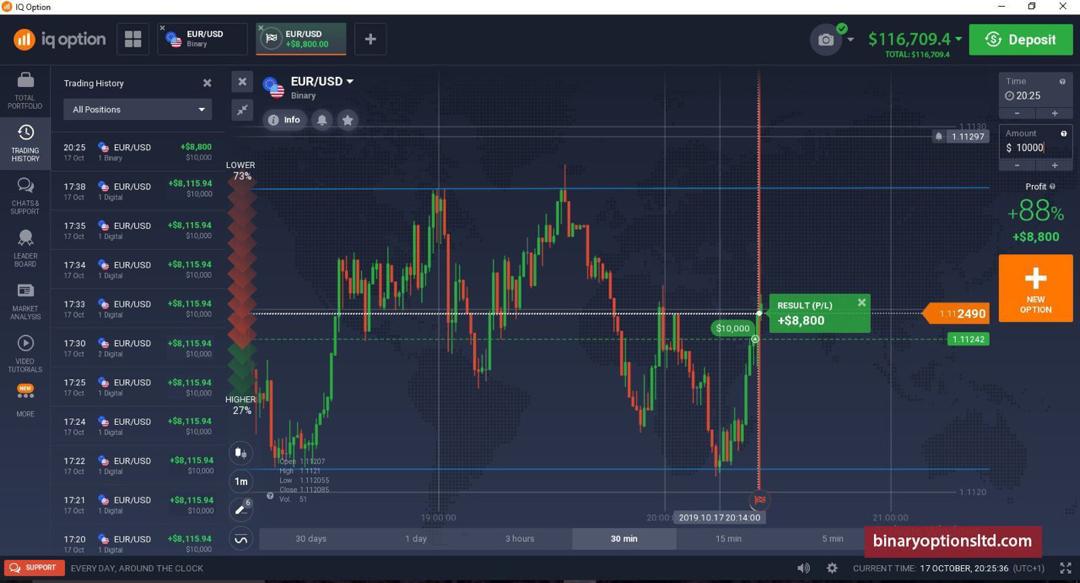 IQ Option
iq option
EUR/USD
Binary
EUR/USD
+$8,800.00
$116,709.4
TOTAL: $116,709.4
Deposit
TOTAL
PORTFOLIO
TRADING
HISTORY
CHATS &
SUPPORT
LEADER
BOARD
MARKET
ANALYSIS
VIDEO
TUTORIALS
NEW
MORE
Trading History
All Positions
20:25 EUR/USD +$8,800
17 Oct 1 Binary $10,000
17:38 EUR/USD +$8,115.94
17 Oct 1 Digital $10,000
17:35 EUR/USD +$8,115.94
17 Oct 1 Digital $10,000
17:34 EUR/USD +$8,115.94
17 Oct 1 Digital $10,000
17:33 EUR/USD +$8,115.94
17 Oct 1 Digital $10,000
17:30 EUR/USD +$8,115.94
17 Oct 2 Digital $10,000
17:25 EUR/USD +$8,115.94
17 Oct 1 Digital $10,000
17:24 EUR/USD +$8,115.94
17 Oct 1 Digital $10,000
17:22 EUR/USD +$8,115.94
17 Oct 1 Digital $10,000
17:21 EUR/USD +$8,115.94
17 Oct 1 Digital $10,000
17:20 EUR/USD +$8,115.94
17 Oct 1 Digital $10,000
EUR/USD
Binary
Info
LOWER
73%
HIGHER
27%
1m
6
Open 1.11207
High 1.1121
Low 1.112055
Close 1.112085
Vol. 51
RESULT (P/L)
+$8,800
$10,000
1.1130
1.11297
1.112490
1.11242
1.1120
19:00:00
20:00
2019.10.17 20:14:00
21:00:00
30 days
1 day
3 hours
30 min
15 min
5 min
Time
20:25
- +
Amount
$ 10000
- +
Profit
+88%
+$8,800
+
NEW
OPTION
binaryoptionsltd.com
SUPPORT
EVERY DAY, AROUND THE CLOCK
CURRENT TIME: 17 OCTOBER, 20:25:36 (UTC+1)